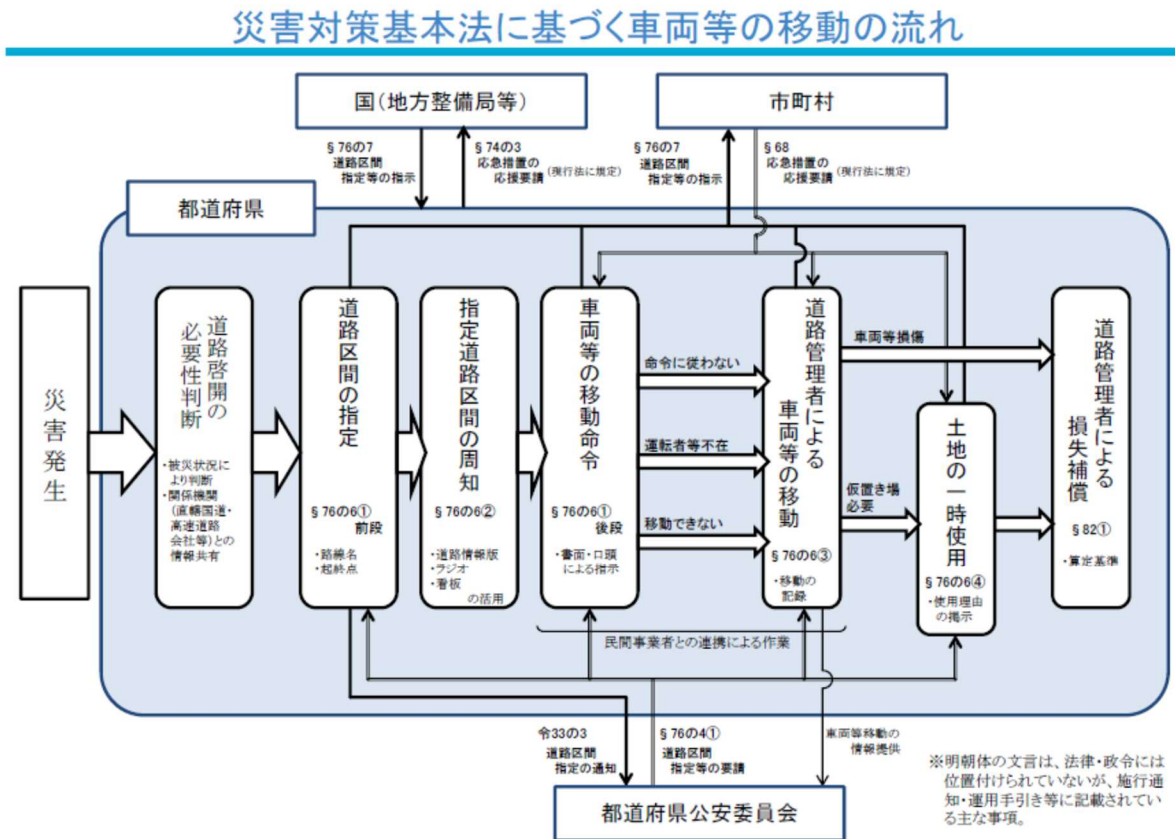 災害対策基本法に基づく車両等の移動の流れ
国(地方整備局等)
市町村
§76の7
道路区間
指定等の指示
§74の3
応急措置の
応援要請
(現行法に規定)
§76の7
道路区間
指定等の指示
§68
応急措置の
応援要請
(現行法に規定)
都道府県
災害発生
道路啓開の
必要性判断
・被災状況に
より判断
・関係機関
(直轄国道・
高速道路
会社等)との
情報共有
道路区間の指定
§76の6①
前段
・路線名
・起終点
指定道路区間の周知
§76の6②
・道路情報版
・ラジオ
・看板
の活用
車両等の移動命令
§76の6①
後段
・書面・口頭
による指示
命令に従わない
運転者等不在
移動できない
道路管理者による
車両等の移動
§76の6③
・移動の
記録
車両等損傷
仮置き場
必要
土地の一時使用
§76の6④
・使用理由
の掲示
道路管理者による
損失補償
§82①
・算定基準
民間事業者との連携による作業
令33の3
道路区間
指定の通知
§76の4①
道路区間
指定等の要請
車両等移動の
情報提供
都道府県公安委員会
※明朝体の文言は、法律・政令には
位置付けられていないが、施行通
知・運用手引き等に記載されてい
る主な事項。